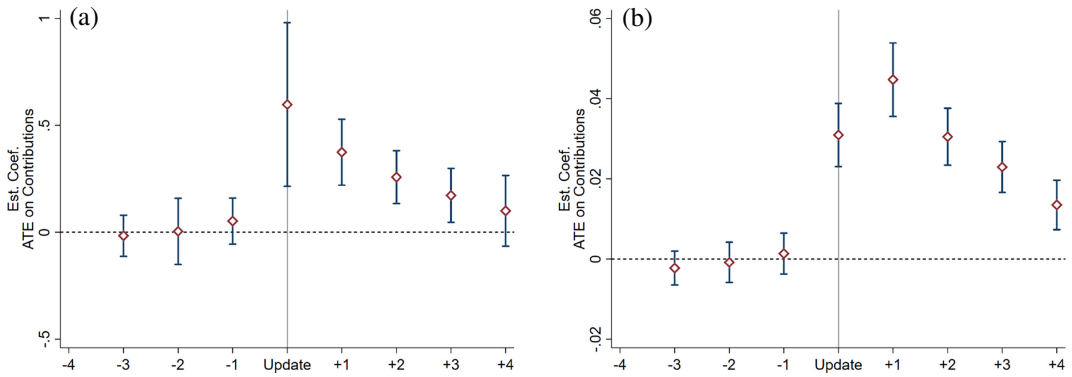 (a)
Est. Coef.
ATE on Contributions
1
.5
0
-.5
-4 -3 -2 -1 Update +1 +2 +3 +4
(b)
Est. Coef.
ATE on Contributions
.06
.04
.02
0
-.02
-4 -3 -2 -1 Update +1 +2 +3 +4